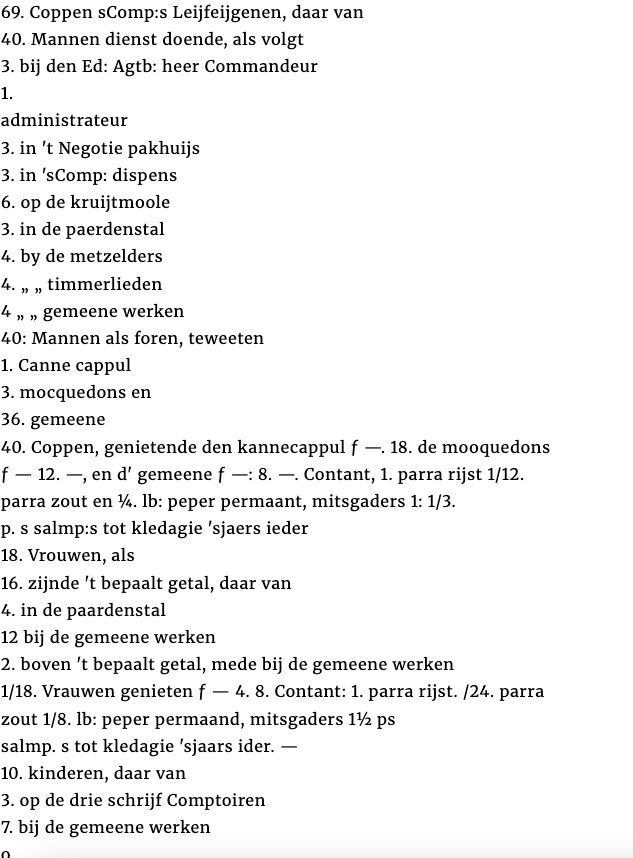 69. Coppen sComp:s Leijfeijgenen, daar van
40. Mannen dienst doende, als volgt
3. bij den Ed: Agtb: heer Commandeur
1.
administrateur
3. in 't Negotie pakhuijs
3. in 'sComp: dispens
6. op de kruijtmoole
3. in de paerdenstal
4. by de metzelders
4. „ „ timmerlieden
4 „ „ gemeene werken
40: Mannen als foren, teweeten
1. Canne cappul
3. mocquedons en
36. gemeene
40. Coppen, genietende den kannecappul ƒ —. 18. de mooquedons
ƒ — 12. —, en d' gemeene ƒ —: 8. —. Contant, 1. parra rijst 1/12.
parra zout en ¼. lb: peper permaant, mitsgaders 1: 1/3.
p. s salmp:s tot kledagie 'sjaers ieder
18. Vrouwen, als
16. zijnde 't bepaalt getal, daar van
4. in de paardenstal
12 bij de gemeene werken
2. boven 't bepaalt getal, mede bij de gemeene werken
1/18. Vrauwen genieten ƒ — 4. 8. Contant: 1. parra rijst. /24. parra
zout 1/8. lb: peper permaand, mitsgaders 1½ ps
salmp. s tot kledagie 'sjaars ider. —
10. kinderen, daar van
3. op de drie schrijf Comptoiren
7. bij de gemeene werken